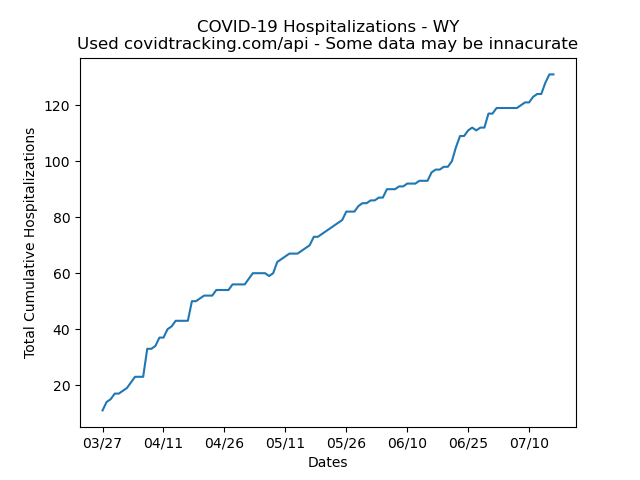 COVID-19 Hospitalizations - WY
Used covidtracking.com/api - Some data may be innacurate
Total Cumulative Hospitalizations
120
100
80
60
40
20
03/27 04/11 04/26 05/11 05/26 06/10 06/25 07/10
Dates